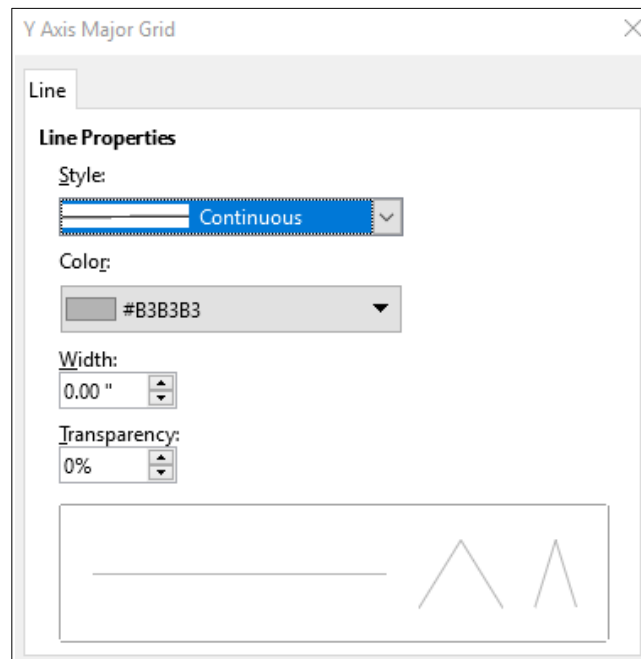 Y Axis Major Grid
Line
Line Properties
Style:
Continuous
Color:
#B3B3B3
Width:
0.00 "
Transparency:
0%